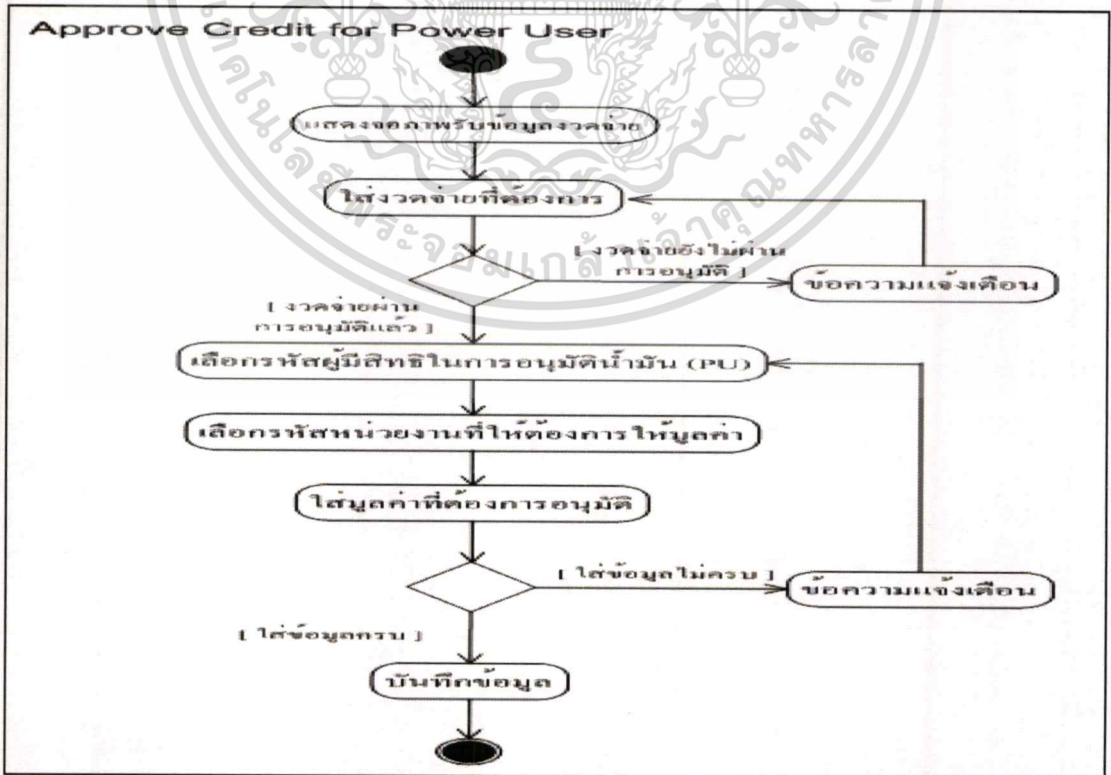 Approve Credit for Power User
แสดงจอภาพรับข้อมูลงวดจ่าย
ใส่งวดจ่ายที่ต้องการ
[ งวดจ่ายยังไม่ผ่าน
การอนุมัติ ]
ข้อความแจ้งเตือน
[ งวดจ่ายผ่าน
การอนุมัติแล้ว ]
เลือกรหัสผู้มีสิทธิในการอนุมัติน้ำมัน (PU)
เลือกรหัสหน่วยงานที่ให้ต้องการให้มูลค่า
ใส่มูลค่าที่ต้องการอนุมัติ
[ ใส่ข้อมูลไม่ครบ ]
ข้อความแจ้งเตือน
[ ใส่ข้อมูลครบ ]
บันทึกข้อมูล